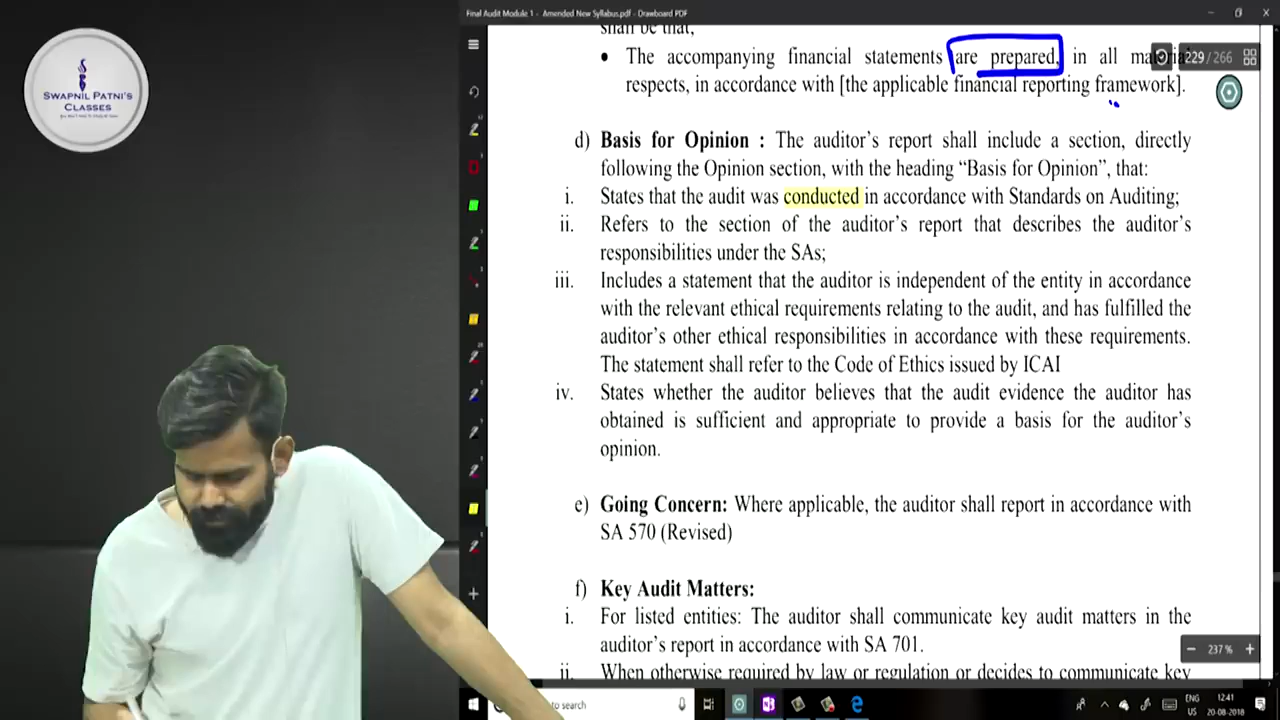 Final Audit Module 1 - Amended New Syllabus.pdf - Drawboard PDF
SWAPNIL PATNI'S
CLASSES
shall be that,
• The accompanying financial statements are prepared, in all material
229 / 266
respects, in accordance with [the applicable financial reporting framework].
d) Basis for Opinion : The auditor's report shall include a section, directly
following the Opinion section, with the heading “Basis for Opinion”, that:
i. States that the audit was conducted in accordance with Standards on Auditing;
ii. Refers to the section of the auditor's report that describes the auditor's
responsibilities under the SAs;
iii. Includes a statement that the auditor is independent of the entity in accordance
with the relevant ethical requirements relating to the audit, and has fulfilled the
auditor's other ethical responsibilities in accordance with these requirements.
The statement shall refer to the Code of Ethics issued by ICAI
iv. States whether the auditor believes that the audit evidence the auditor has
obtained is sufficient and appropriate to provide a basis for the auditor's
opinion.
e) Going Concern: Where applicable, the auditor shall report in accordance with
SA 570 (Revised)
f) Key Audit Matters:
i. For listed entities: The auditor shall communicate key audit matters in the
auditor's report in accordance with SA 701.
237 %
ii. When otherwise required by law or regulation or decides to communicate key
to search
ENG
US
12:41
20-08-2018